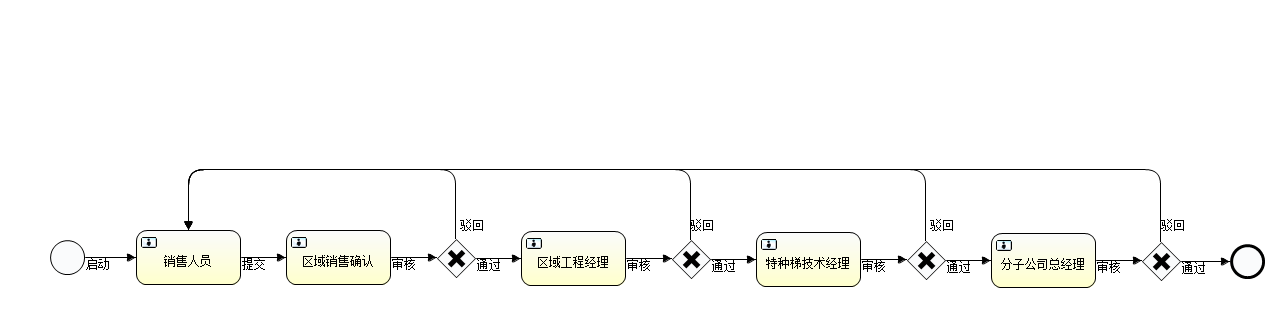 启动
销售人员
提交
区域销售确认
审核
驳回
通过
区域工程经理
审核
驳回
通过
特种梯技术经理
审核
驳回
通过
分子公司总经理
审核
驳回
通过